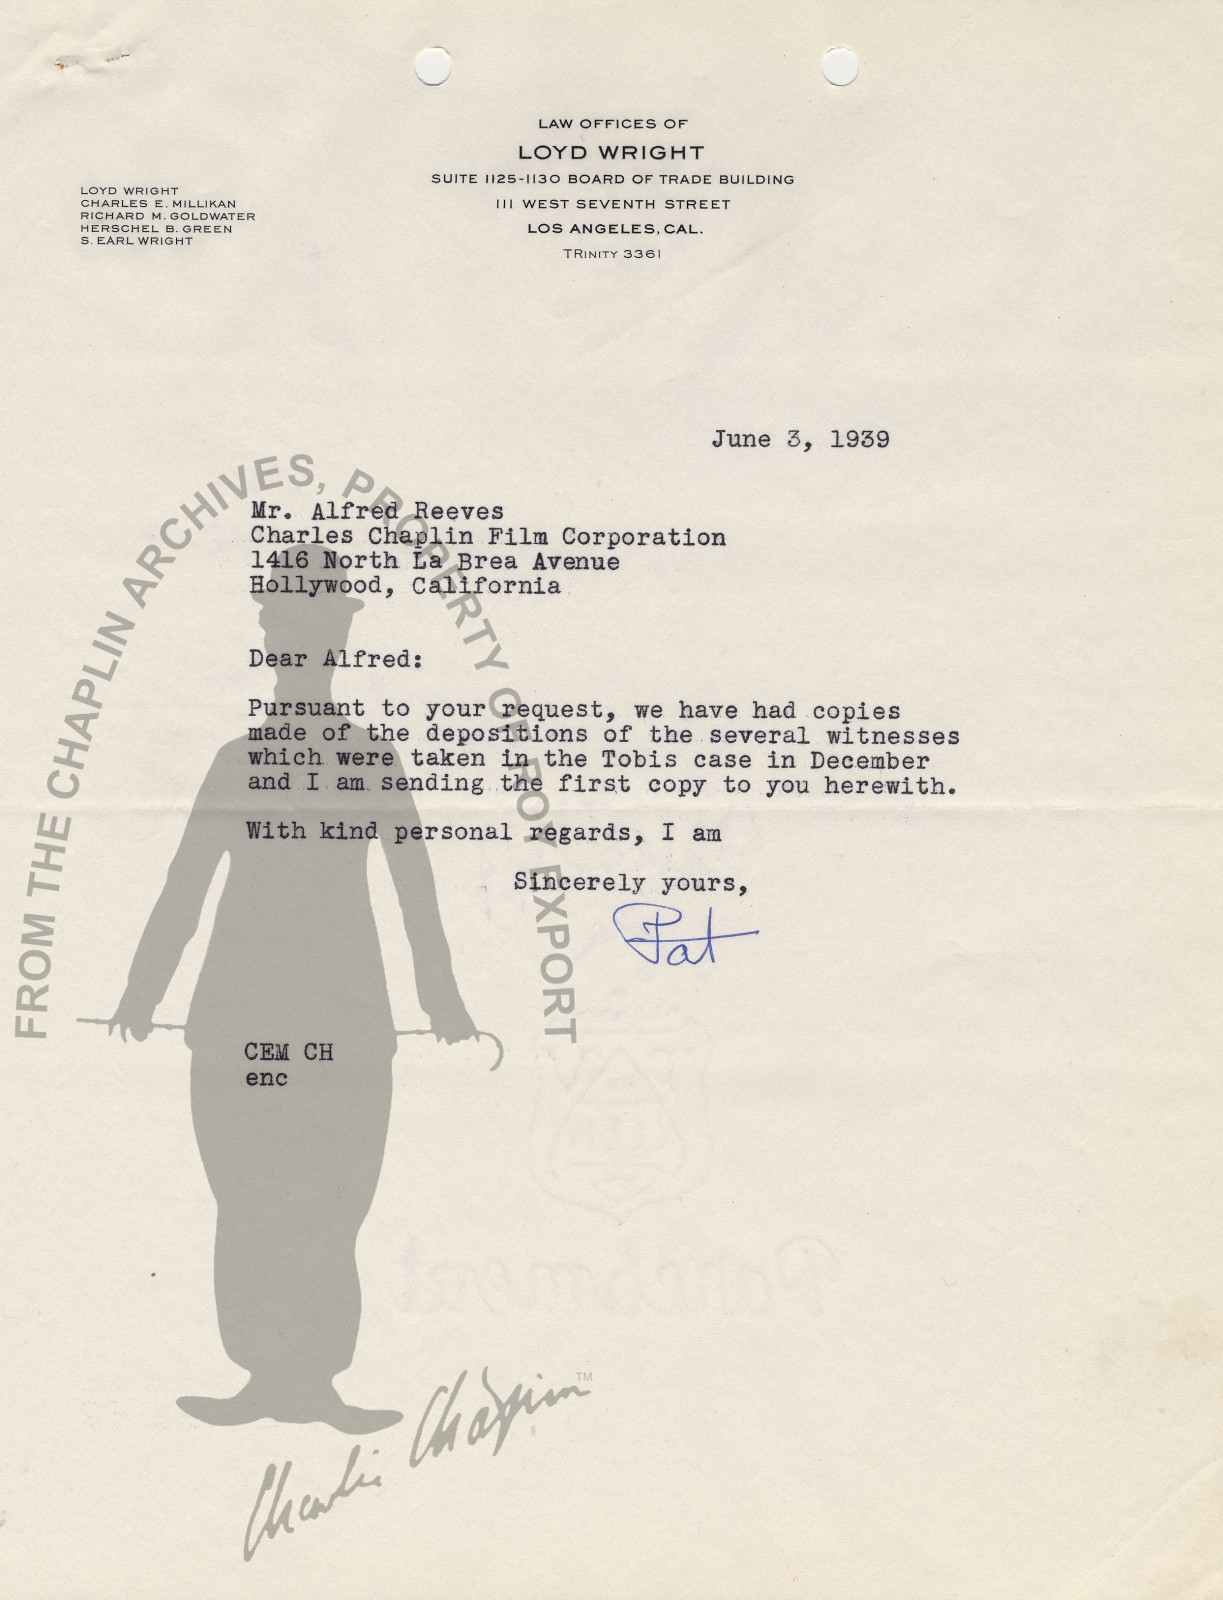 LAW OFFICES OF
LOYD WRIGHT
SUITE 1125-1130 BOARD OF TRADE BUILDING
111 WEST SEVENTH STREET
LOS ANGELES, CAL.
TRINITY 3361
LOYD WRIGHT
CHARLES E. MILLIKAN
RICHARD M. GOLDWATER
HERSCHEL B. GREEN
S. EARL WRIGHT
June 3, 1939
Mr. Alfred Reeves
Charles Chaplin Film Corporation
1416 North La Brea Avenue
Hollywood, California
Dear Alfred:
Pursuant to your request, we have had copies
made of the depositions of the several witnesses
which were taken in the Tobis case in December
and I am sending the first copy to you herewith.
With kind personal regards, I am
Sincerely yours,
Pat
CEM CH
enc
FROM THE CHAPLIN ARCHIVES, PROPERTY OF ROY EXPORT
Charlie Chaplin TM
Parchment